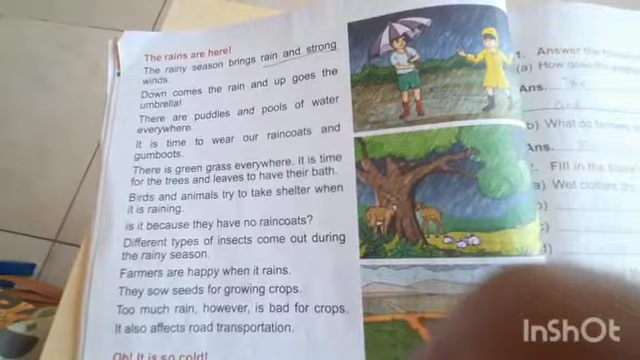 The rains are here!
The rainy season brings rain and strong
winds.
Down comes the rain and up goes the
umbrella!
There are puddles and pools of water
everywhere.
It is time to wear our raincoats and
gumboots.
There is green grass everywhere. It is time
for the trees and leaves to have their bath.
Birds and animals try to take shelter when
it is raining.
Is it because they have no raincoats?
Different types of insects come out during
the rainy season.
Farmers are happy when it rains.
They sow seeds for growing crops.
Too much rain, however, is bad for crops.
It also affects road transportation.
Oh! It is so cold!
1. Answer the
(a) How does the
Ans. The
and
b) What do farmers
Ans.
Fill in the
a) Wet clothes
InShOt